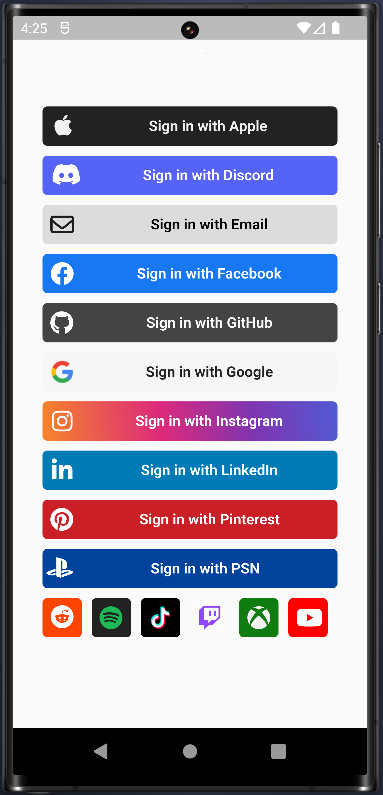 4:25
Sign in with Apple
Sign in with Discord
Sign in with Email
Sign in with Facebook
Sign in with GitHub
Sign in with Google
Sign in with Instagram
in Sign in with LinkedIn
Sign in with Pinterest
Sign in with PSN